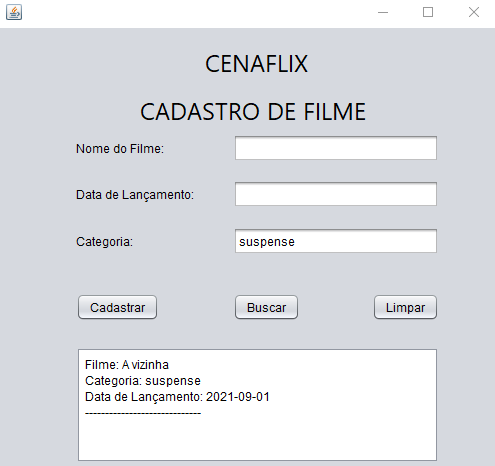 CENAFLIX
CADASTRO DE FILME
Nome do Filme:
Data de Lançamento:
Categoria: suspense
Cadastrar Buscar Limpar
Filme: A vizinha
Categoria: suspense
Data de Lançamento: 2021-09-01
-----------------------------